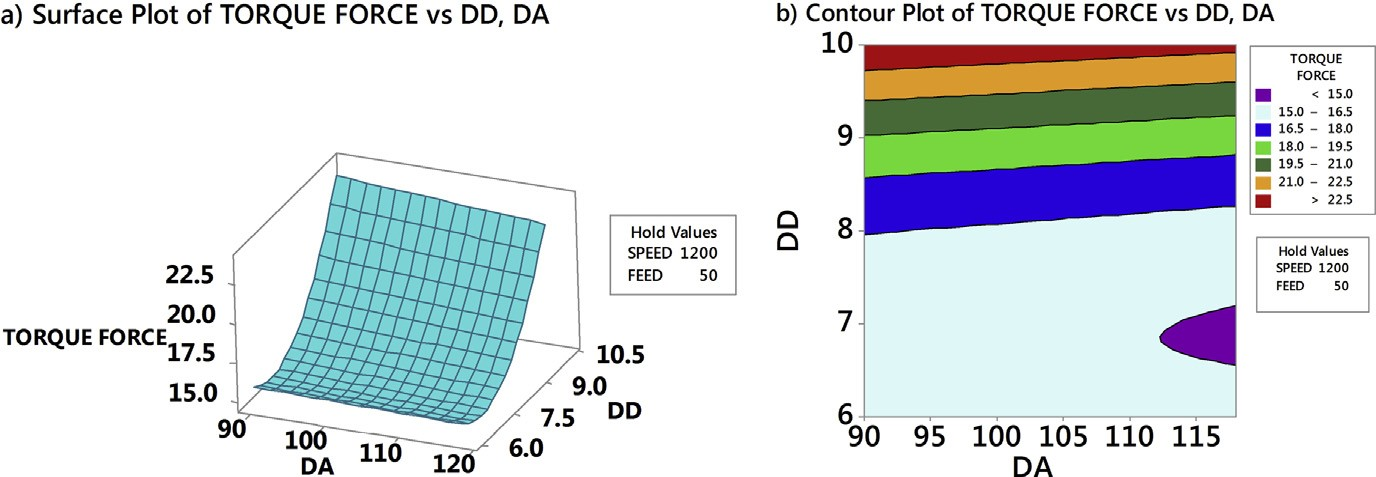 a) Surface Plot of TORQUE FORCE vs DD, DA
22.5
20.0
TORQUE FORCE
17.5
15.0
90
100
DA
110
120
6.0
7.5
DD
9.0
10.5
Hold Values
SPEED 1200
FEED 50
b) Contour Plot of TORQUE FORCE vs DD, DA
10
9
DD
8
7
6
90 95 100 105 110 115
DA
TORQUE
FORCE
< 15.0
15.0 – 16.5
16.5 – 18.0
18.0 – 19.5
19.5 – 21.0
21.0 – 22.5
> 22.5
Hold Values
SPEED 1200
FEED 50